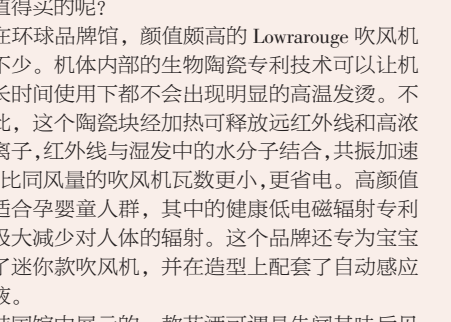 值得买的呢?
在环球品牌馆，颜值颇高的 Lowrarouge 吹风机
不少。机体内部的生物陶瓷专利技术可以让机
长时间使用下都不会出现明显的高温发烫。不
此，这个陶瓷块经加热可释放远红外线和高浓
离子,红外线与湿发中的水分子结合,共振加速
比同风量的吹风机瓦数更小,更省电。高颜值
适合孕婴童人群，其中的健康低电磁辐射专利
极大减少对人体的辐射。这个品牌还专为宝宝
了迷你款吹风机，并在造型上配套了自动感应
液。